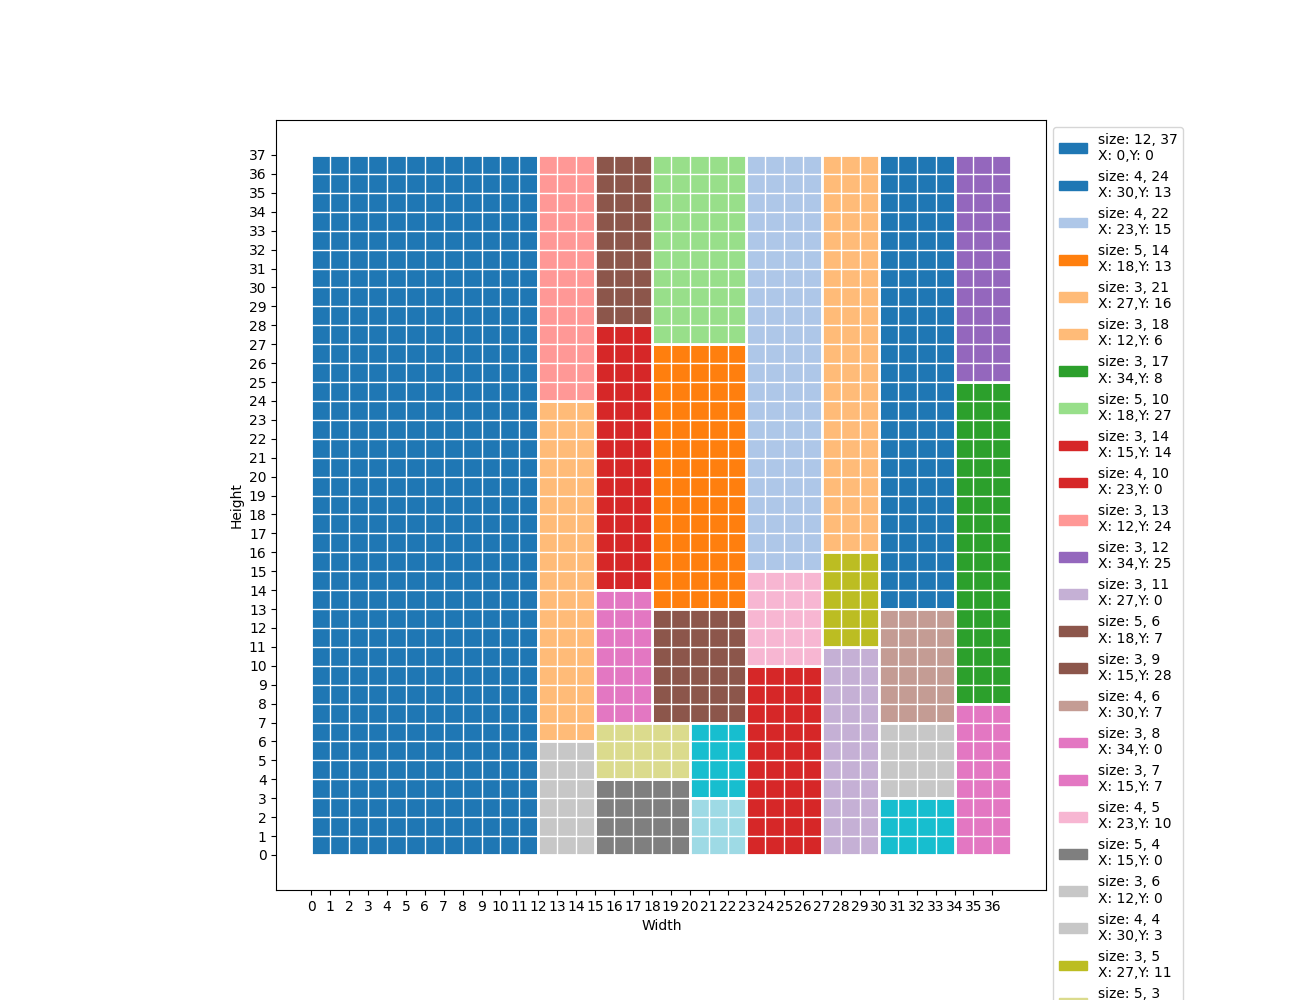 37
36
35
34
33
32
31
30
29
28
27
26
25
24
23
22
21
20
19
18
17
16
15
14
13
12
11
10
9
8
7
6
5
4
3
2
1
0
Height
0 1 2 3 4 5 6 7 8 9 10 11 12 13 14 15 16 17 18 19 20 21 22 23 24 25 26 27 28 29 30 31 32 33 34 35 36
Width
size: 12, 37
X: 0,Y: 0
size: 4, 24
X: 30,Y: 13
size: 4, 22
X: 23,Y: 15
size: 5, 14
X: 18,Y: 13
size: 3, 21
X: 27,Y: 16
size: 3, 18
X: 12,Y: 6
size: 3, 17
X: 34,Y: 8
size: 5, 10
X: 18,Y: 27
size: 3, 14
X: 15,Y: 14
size: 4, 10
X: 23,Y: 0
size: 3, 13
X: 12,Y: 24
size: 3, 12
X: 34,Y: 25
size: 3, 11
X: 27,Y: 0
size: 5, 6
X: 18,Y: 7
size: 3, 9
X: 15,Y: 28
size: 4, 6
X: 30,Y: 7
size: 3, 8
X: 34,Y: 0
size: 3, 7
X: 15,Y: 7
size: 4, 5
X: 23,Y: 10
size: 5, 4
X: 15,Y: 0
size: 3, 6
X: 12,Y: 0
size: 4, 4
X: 30,Y: 3
size: 3, 5
X: 27,Y: 11
size: 5, 3